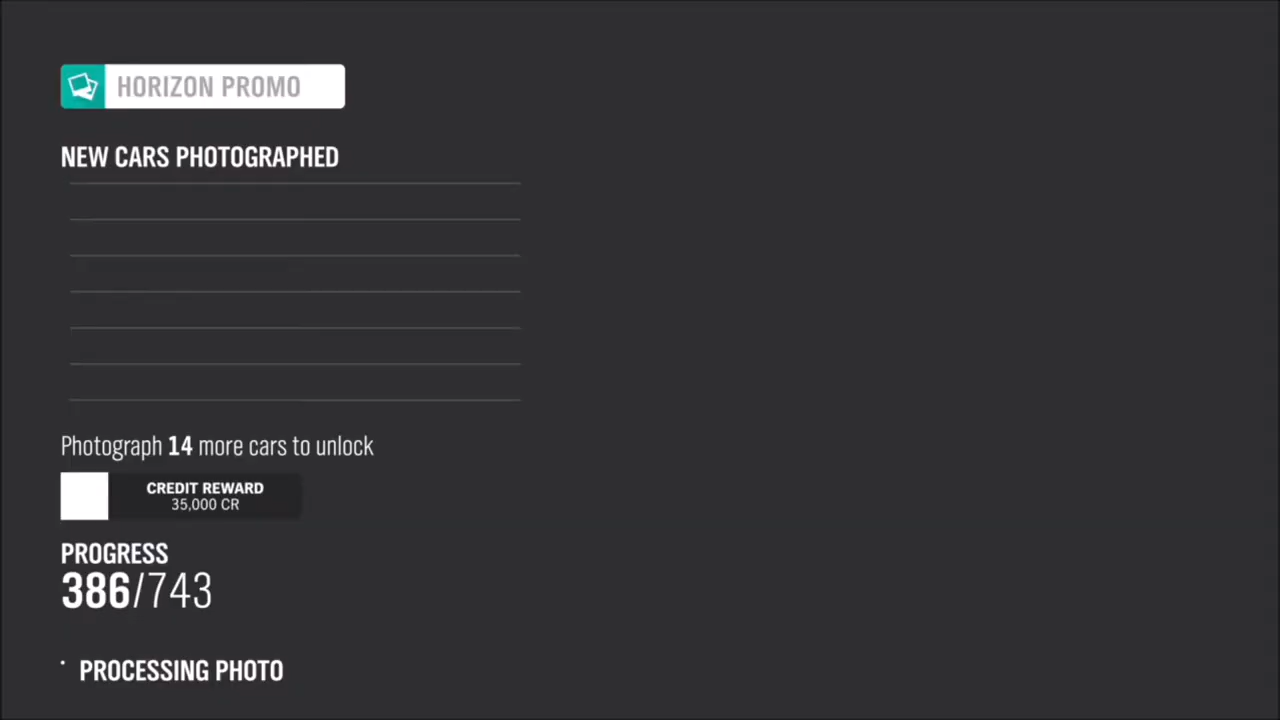 HORIZON PROMO
NEW CARS PHOTOGRAPHED
Photograph 14 more cars to unlock
CREDIT REWARD
35,000 CR
PROGRESS
386/743
PROCESSING PHOTO